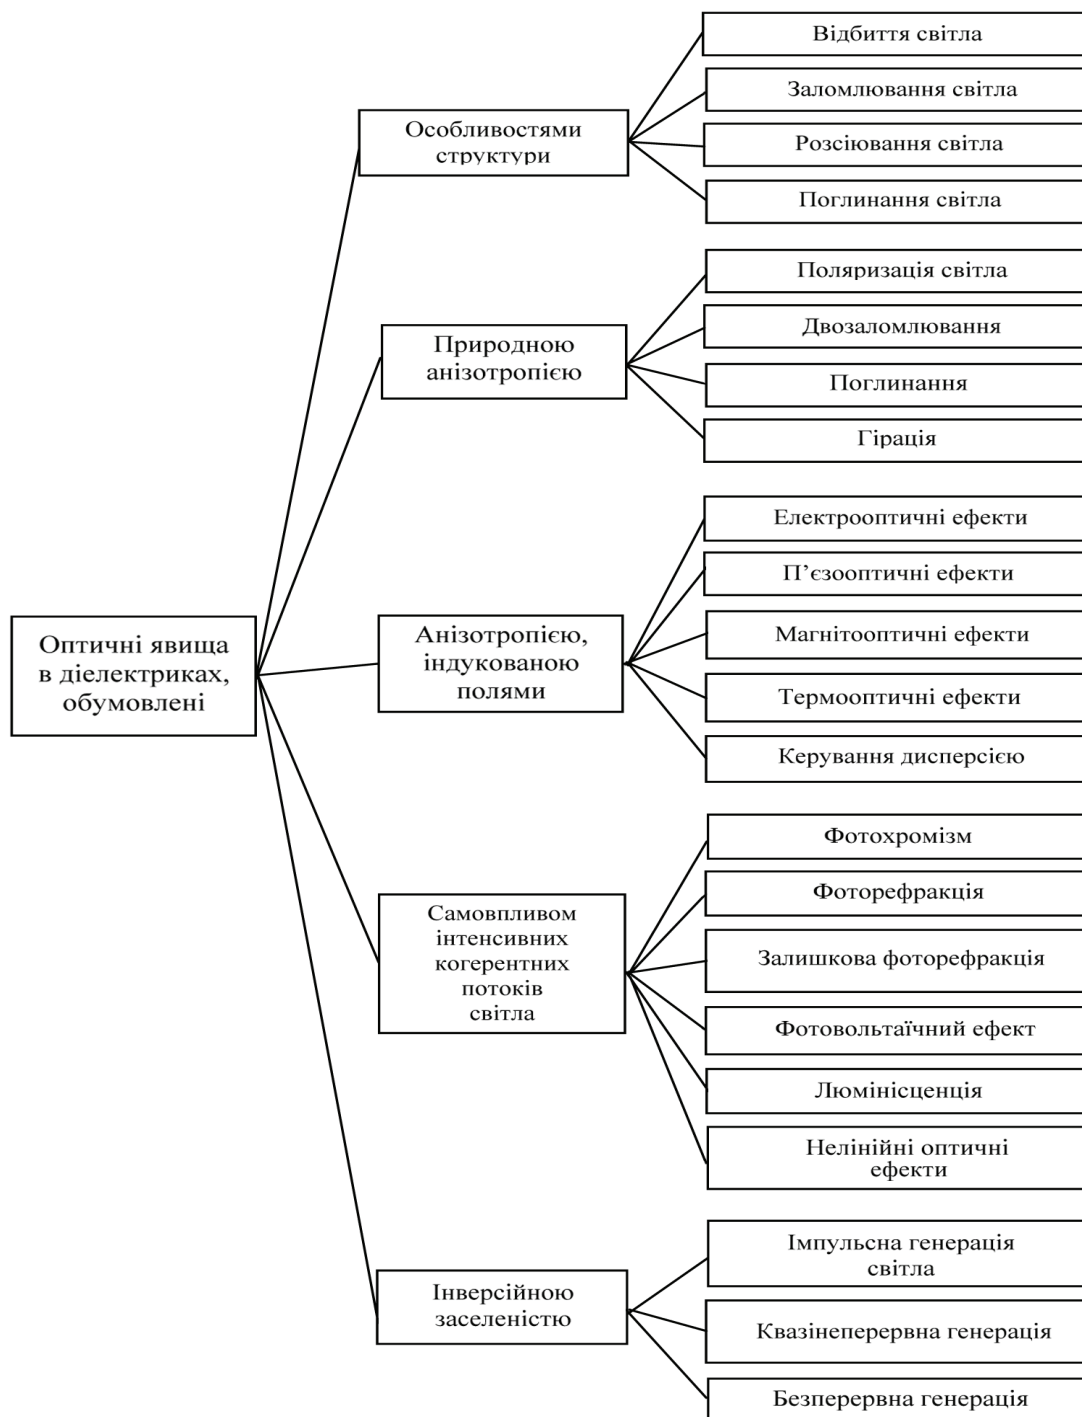 Оптичні явища
в діелектриках,
обумовлені
Особливостями
структури
Відбиття світла
Заломлювання світла
Розсіювання світла
Поглинання світла
Природною
анізотропією
Поляризація світла
Двозаломлювання
Поглинання
Гірація
Анізотропією,
індукованою
полями
Електрооптичні ефекти
П’єзооптичні ефекти
Магнітооптичні ефекти
Термооптичні ефекти
Керування дисперсією
Самовпливом
інтенсивних
когерентних
потоків
світла
Фотохромізм
Фоторефракція
Залишкова фоторефракція
Фотовольтаїчний ефект
Люмінісценція
Нелінійні оптичні
ефекти
Інверсійною
заселеністю
Імпульсна генерація
світла
Квазінеперервна генерація
Безперервна генерація